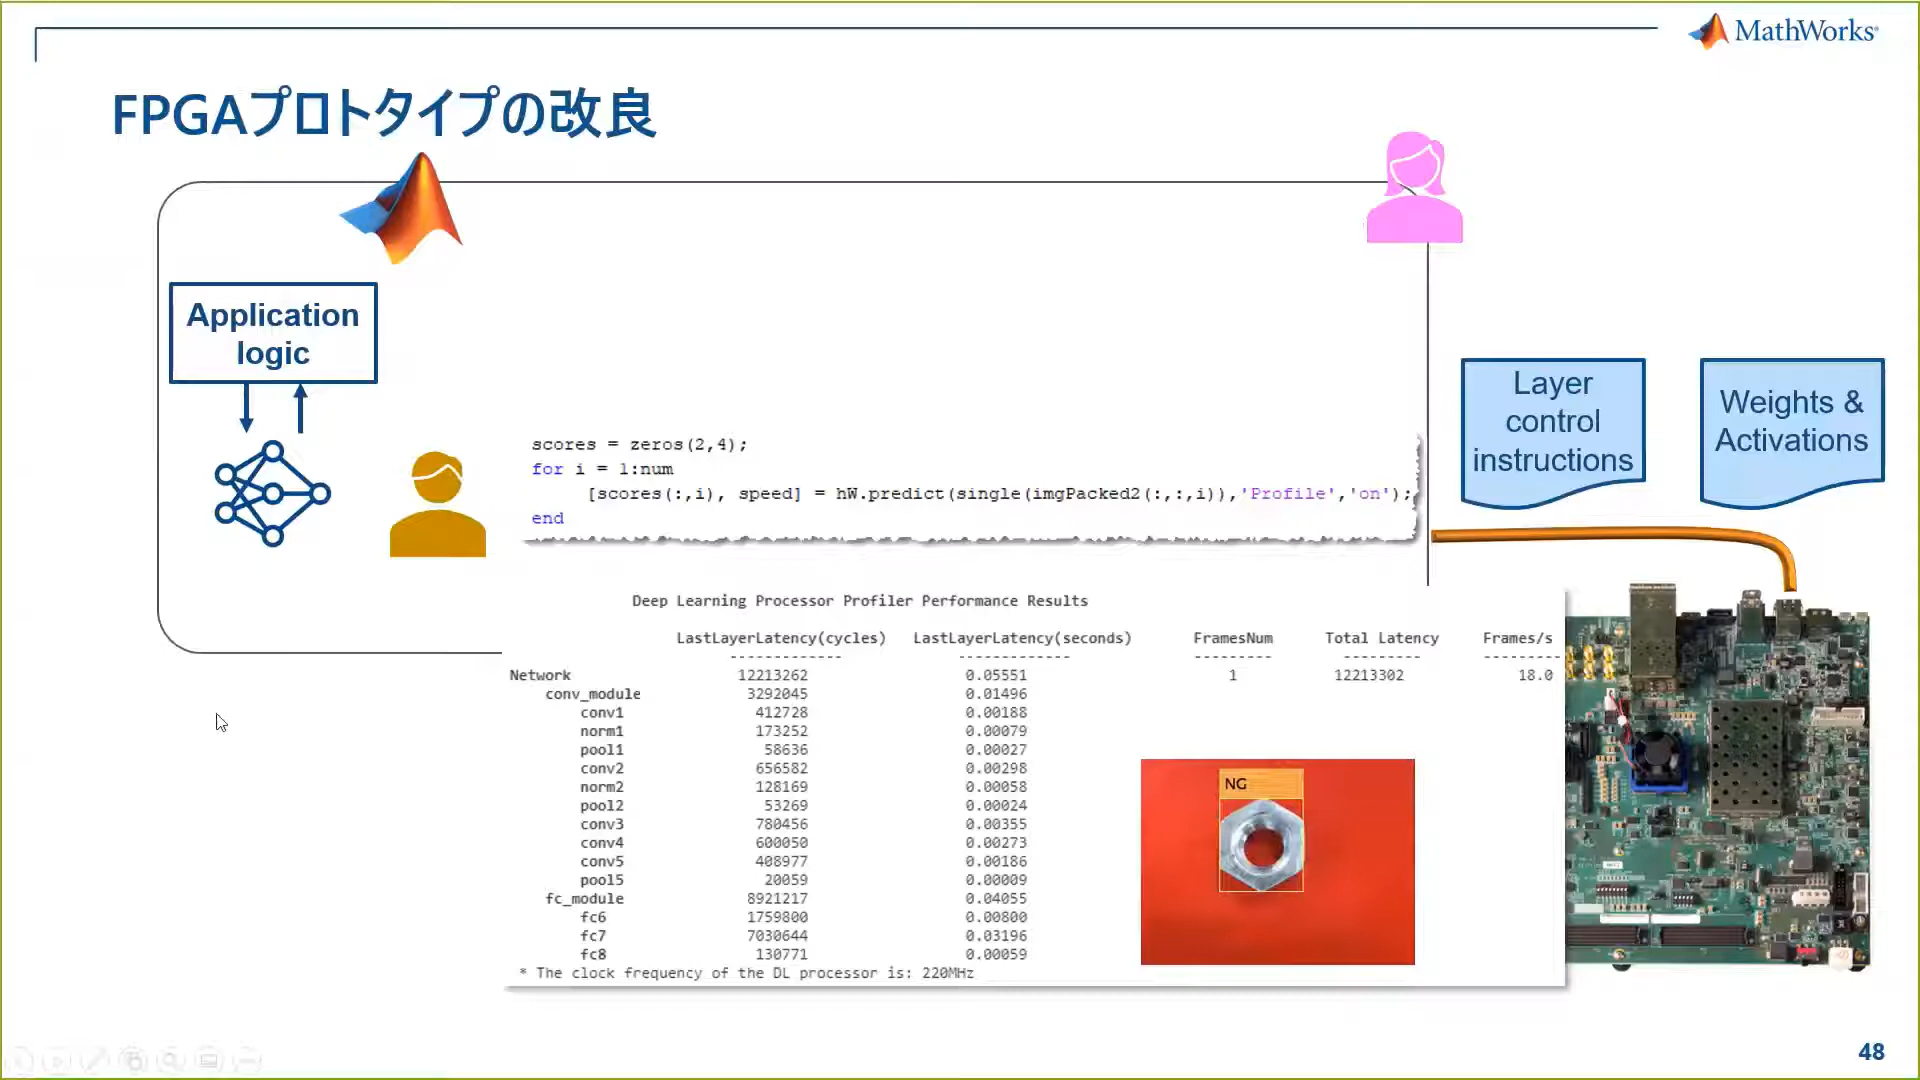 MathWorks®
FPGAプロトタイプの改良
Application
logic
scores = zeros(2,4);
for i = 1:num
[scores(:,i), speed] = hW.predict(single(imgPacked2(:,:,i)),'Profile','on');
end
Layer
control
instructions
Weights &
Activations
Deep Learning Processor Profiler Performance Results
LastLayerLatency(cycles) LastLayerLatency(seconds) FramesNum Total Latency Frames/s
------------- ------------- --------- --------- ---------
Network 12213262 0.05551 1 12213302 18.0
conv_module 3292045 0.01496
conv1 412728 0.00188
norm1 173252 0.00079
pool1 58636 0.00027
conv2 656582 0.00298
norm2 128169 0.00058
pool2 53269 0.00024
conv3 780456 0.00355
conv4 600050 0.00273
conv5 408977 0.00186
pool5 20059 0.00009
fc_module 8921217 0.04055
fc6 1759800 0.00800
fc7 7030644 0.03196
fc8 130771 0.00059
* The clock frequency of the DL processor is: 220MHz
NG
48